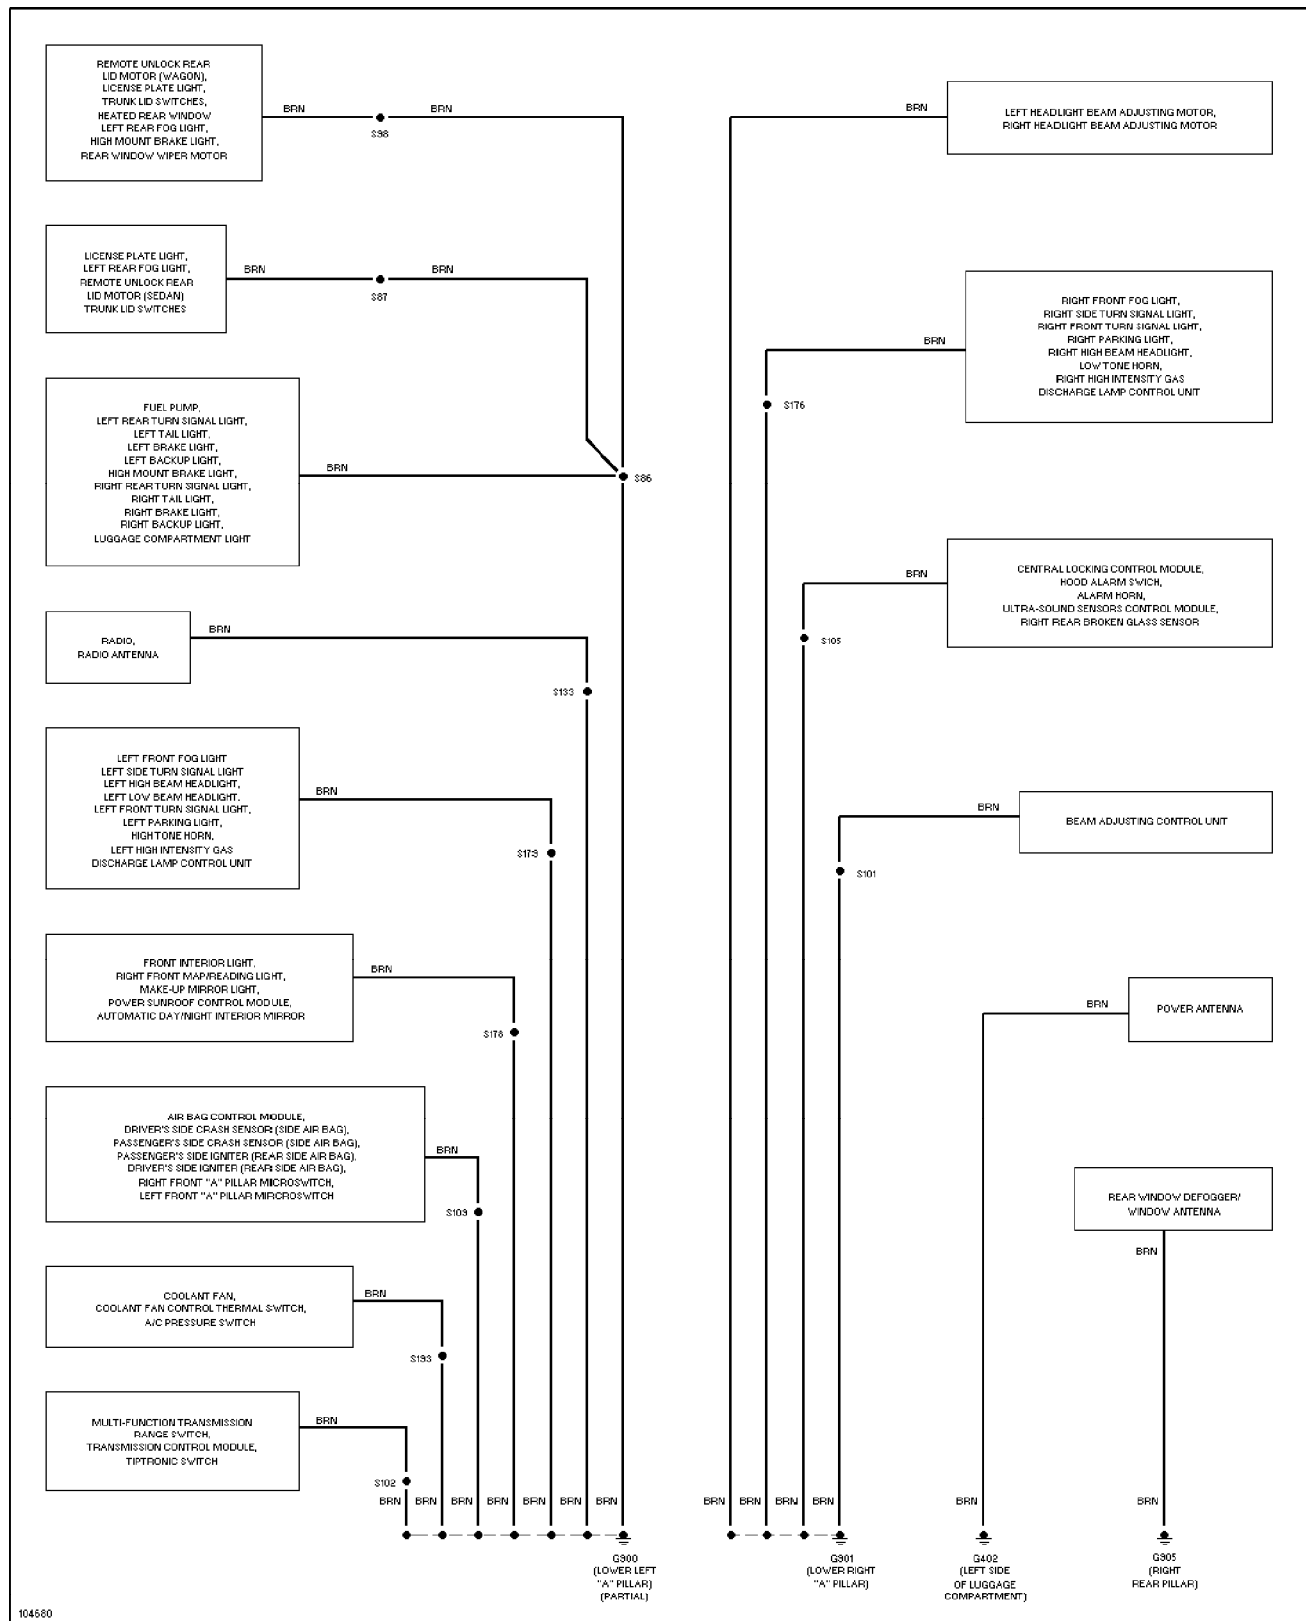 REMOTE UNLOCK REAR
LID MOTOR (WAGON),
LICENSE PLATE LIGHT,
TRUNK LID SWITCHES,
HEATED REAR WINDOW
LEFT REAR FOG LIGHT,
HIGH MOUNT BRAKE LIGHT,
REAR WINDOW WIPER MOTOR
BRN
S98
BRN
LICENSE PLATE LIGHT,
LEFT REAR FOG LIGHT,
REMOTE UNLOCK REAR
LID MOTOR (SEDAN)
TRUNK LID SWITCHES
BRN
S87
BRN
FUEL PUMP,
LEFT REAR TURN SIGNAL LIGHT,
LEFT TAIL LIGHT,
LEFT BRAKE LIGHT,
LEFT BACKUP LIGHT,
HIGH MOUNT BRAKE LIGHT,
RIGHT REAR TURN SIGNAL LIGHT,
RIGHT TAIL LIGHT,
RIGHT BRAKE LIGHT,
RIGHT BACKUP LIGHT,
LUGGAGE COMPARTMENT LIGHT
BRN
S86
RADIO,
RADIO ANTENNA
BRN
S133
LEFT FRONT FOG LIGHT
LEFT SIDE TURN SIGNAL LIGHT
LEFT HIGH BEAM HEADLIGHT,
LEFT LOW BEAM HEADLIGHT,
LEFT FRONT TURN SIGNAL LIGHT,
LEFT PARKING LIGHT,
HIGH TONE HORN,
LEFT HIGH INTENSITY GAS
DISCHARGE LAMP CONTROL UNIT
BRN
S179
FRONT INTERIOR LIGHT,
RIGHT FRONT MAP/READING LIGHT,
MAKE-UP MIRROR LIGHT,
POWER SUNROOF CONTROL MODULE,
AUTOMATIC DAY/NIGHT INTERIOR MIRROR
BRN
S178
AIR BAG CONTROL MODULE,
DRIVER'S SIDE CRASH SENSOR (SIDE AIR BAG),
PASSENGER'S SIDE CRASH SENSOR (SIDE AIR BAG),
PASSENGER'S SIDE IGNITER (REAR SIDE AIR BAG),
DRIVER'S SIDE IGNITER (REAR SIDE AIR BAG),
RIGHT FRONT "A" PILLAR MICROSWITCH,
LEFT FRONT "A" PILLAR MIRCROSWITCH
BRN
S109
COOLANT FAN,
COOLANT FAN CONTROL THERMAL SWITCH,
A/C PRESSURE SWITCH
BRN
S193
MULTI-FUNCTION TRANSMISSION
RANGE SWITCH,
TRANSMISSION CONTROL MODULE,
TIPTRONIC SWITCH
BRN
S102
BRN BRN BRN BRN BRN BRN BRN
G900
(LOWER LEFT
"A" PILLAR)
(PARTIAL)
LEFT HEADLIGHT BEAM ADJUSTING MOTOR,
RIGHT HEADLIGHT BEAM ADJUSTING MOTOR
BRN
RIGHT FRONT FOG LIGHT,
RIGHT SIDE TURN SIGNAL LIGHT,
RIGHT FRONT TURN SIGNAL LIGHT,
RIGHT PARKING LIGHT,
RIGHT HIGH BEAM HEADLIGHT,
LOW TONE HORN,
RIGHT HIGH INTENSITY GAS
DISCHARGE LAMP CONTROL UNIT
BRN
S176
CENTRAL LOCKING CONTROL MODULE,
HOOD ALARM SWICH,
ALARM HORN,
ULTRA-SOUND SENSORS CONTROL MODULE,
RIGHT REAR BROKEN GLASS SENSOR
BRN
S105
BEAM ADJUSTING CONTROL UNIT
BRN
S101
BRN BRN BRN BRN
G901
(LOWER RIGHT
"A" PILLAR)
POWER ANTENNA
BRN
BRN
G402
(LEFT SIDE
OF LUGGAGE
COMPARTMENT)
REAR WINDOW DEFOGGER/
WINDOW ANTENNA
BRN
BRN
G905
(RIGHT
REAR PILLAR)
104680